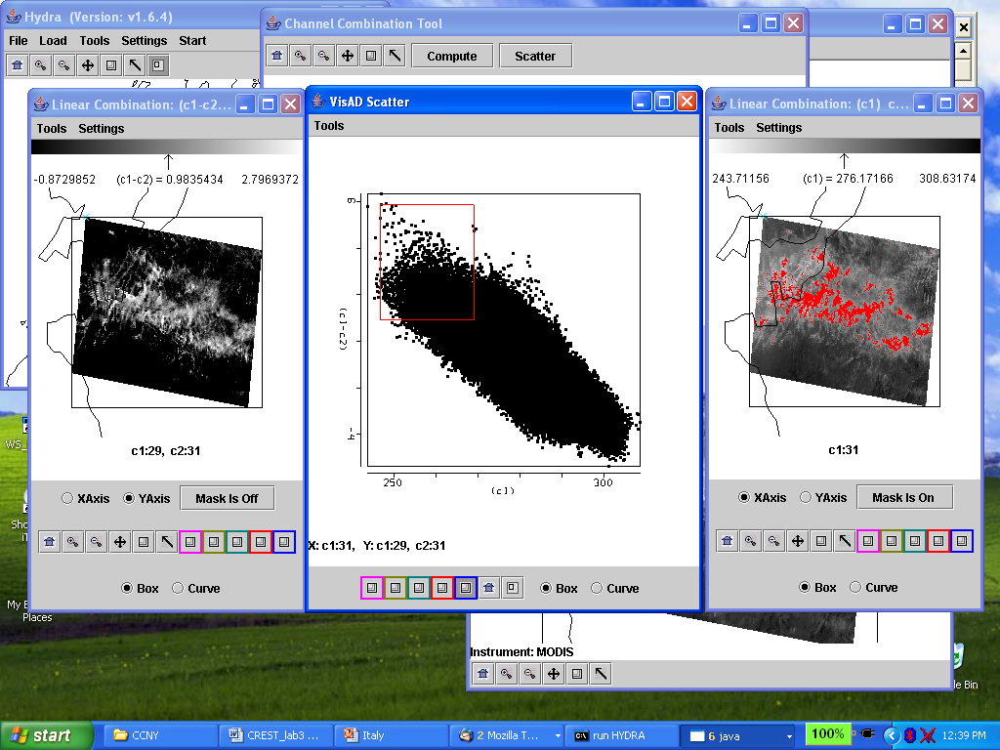 Hydra (Version: v1.6.4)
File Load Tools Settings Start
Channel Combination Tool
Compute Scatter
Linear Combination: (c1-c2...
Tools Settings
-0.8729852 (c1-c2) = 0.9835434 2.7969372
c1:29, c2:31
XAxis YAxis Mask Is Off
Box Curve
VisAD Scatter
Tools
6
(c1-c2)
-4
250 300
(c1)
X: c1:31, Y: c1:29, c2:31
Box Curve
Linear Combination: (c1) c...
Tools Settings
243.71156 (c1) = 276.17166 308.63174
c1:31
XAxis YAxis Mask Is On
Box Curve
Instrument: MODIS
WS_
Sho
My
Places
le Bin
start CCNY CREST_lab3 ... Italy 2 Mozilla T... run HYDRA 6 java 100% 12:39 PM